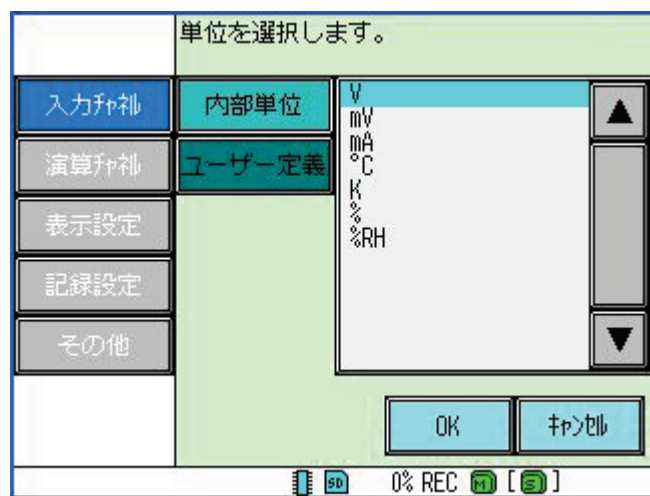 単位を選択します。
入力ﾁｬﾈﾙ
内部単位
V
mV
mA
°C
K
%
%RH
演算ﾁｬﾈﾙ
ユーザー定義
表示設定
記録設定
その他
▲
▼
OK
ｷｬﾝｾﾙ
SD 0% REC M [S]